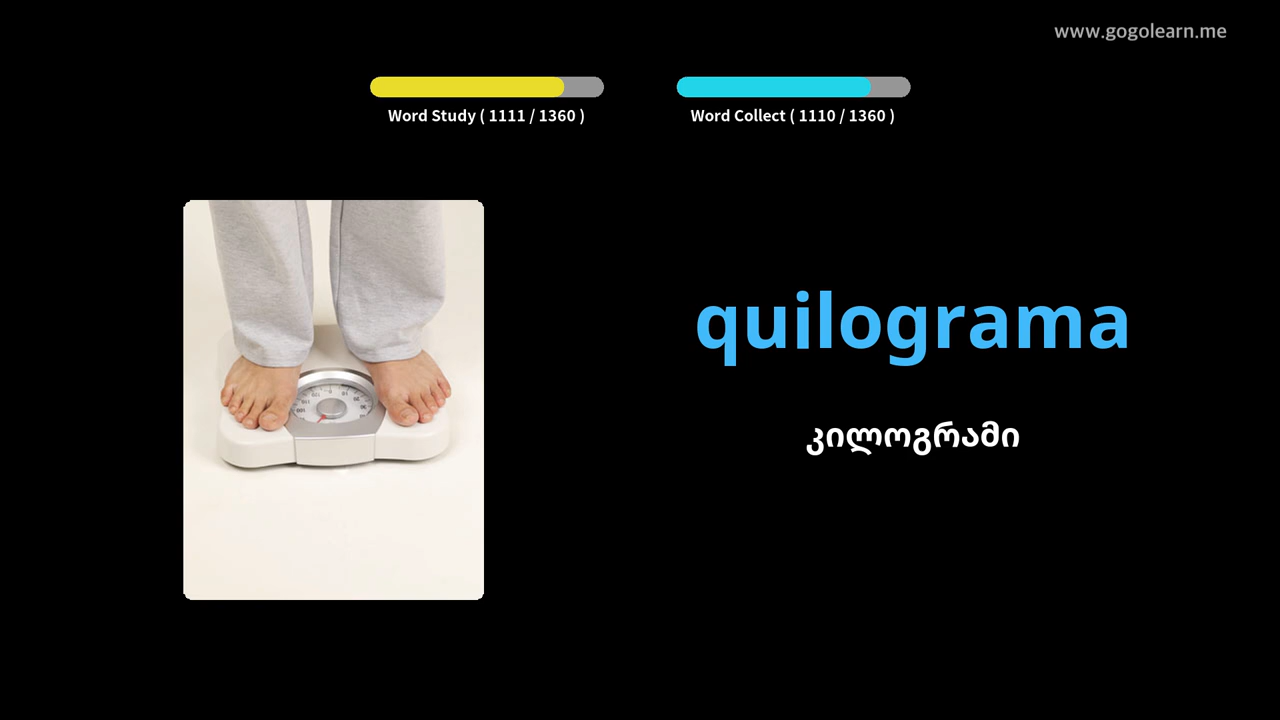 www.gogolearn.me
Word Study ( 1111 / 1360 )
Word Collect ( 1110 / 1360 )
quilograma
კილოგრამი